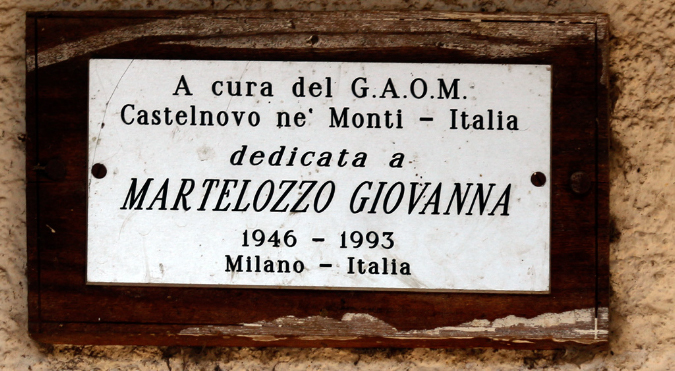 A cura del G.A.O.M.
Castelnovo ne' Monti - Italia
dedicata a
MARTELOZZO GIOVANNA
1946 - 1993
Milano - Italia